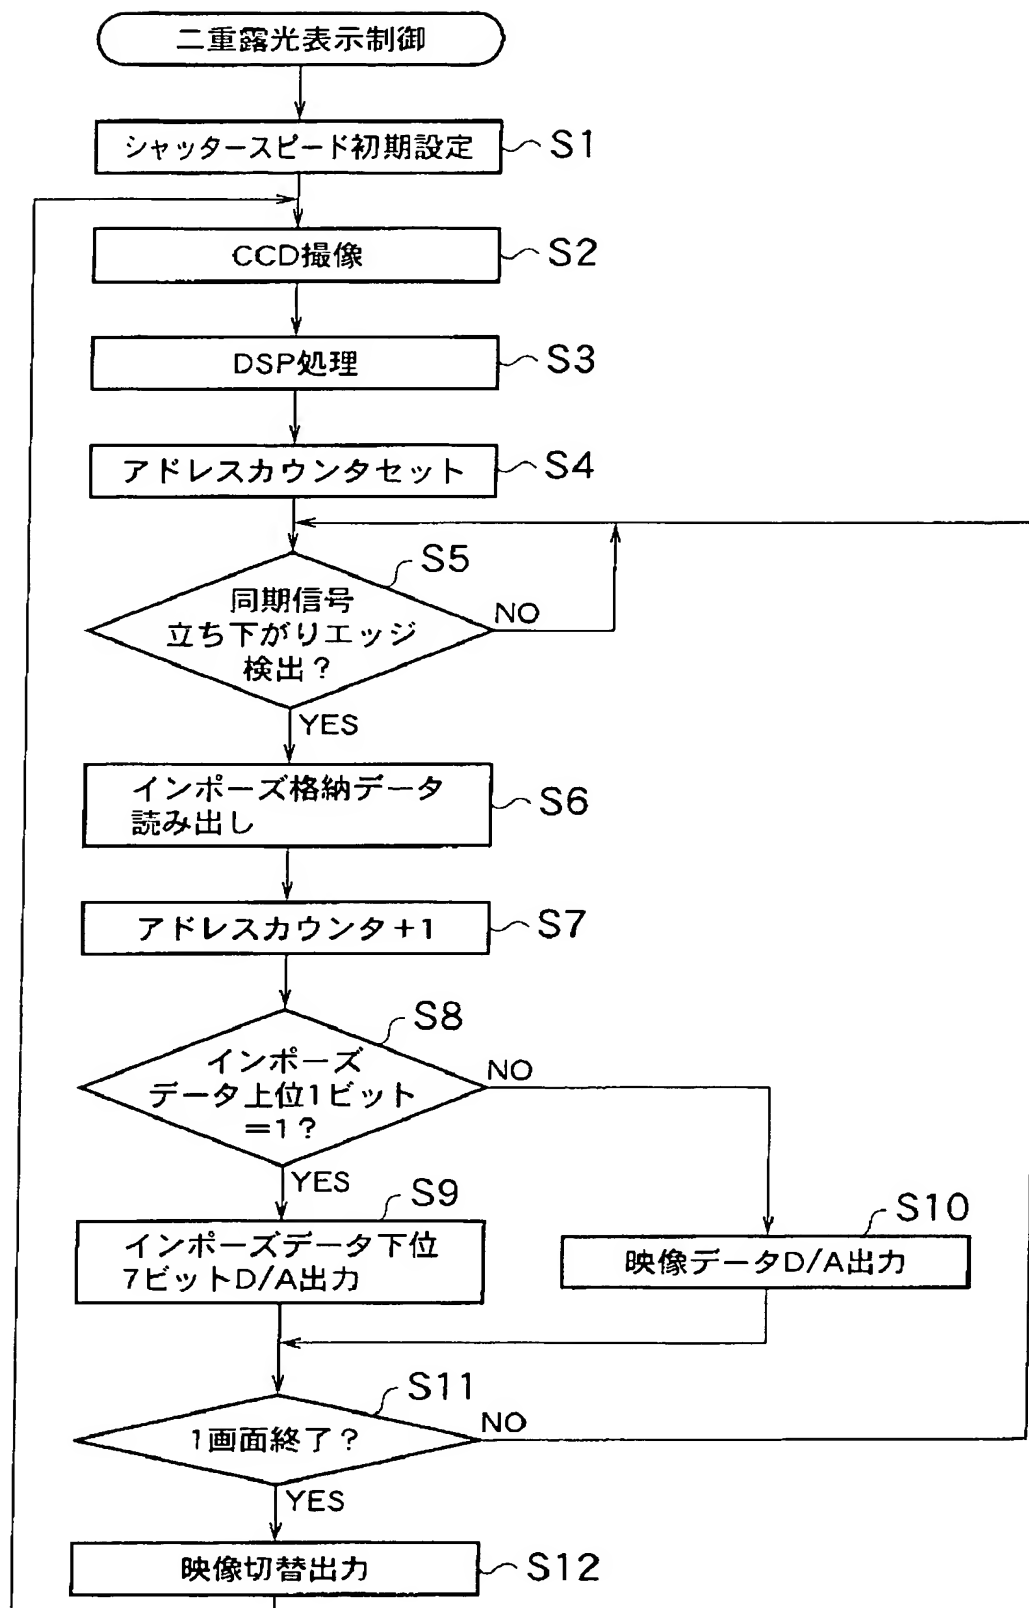 二重露光表示制御
シャッタースピード初期設定
S1
CCD撮像
S2
DSP処理
S3
アドレスカウンタセット
S4
S5
同期信号
立ち下がりエッジ
検出?
NO
YES
インポーズ格納データ
読み出し
S6
アドレスカウンタ+1
S7
S8
インポーズ
データ上位1ビット
=1?
NO
YES
S9
インポーズデータ下位
7ビットD/A出力
S10
映像データD/A出力
S11
1画面終了?
NO
YES
映像切替出力
S12